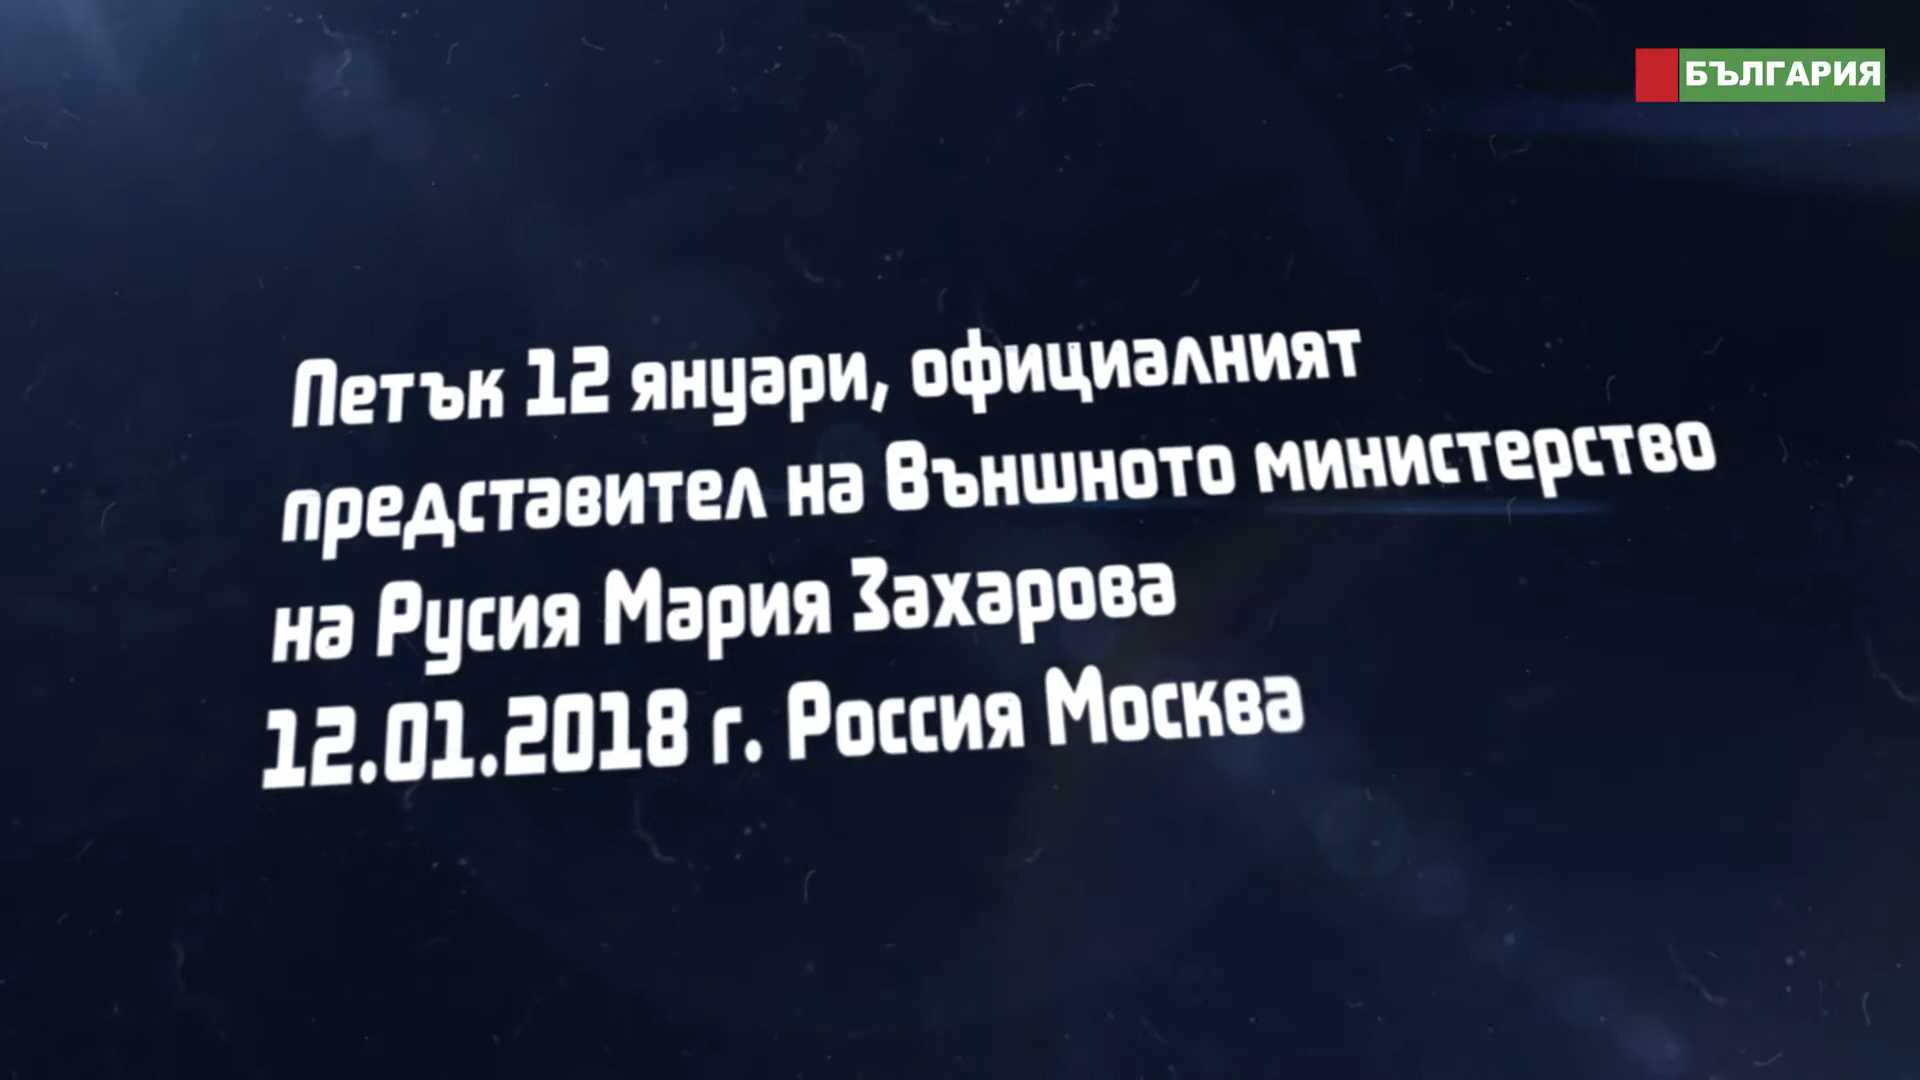 БЪЛГАРИЯ
Петък 12 януари, официалният
представител на Външното министерство
на Русия Мария Захарова
12.01.2018 г. Россия Москва